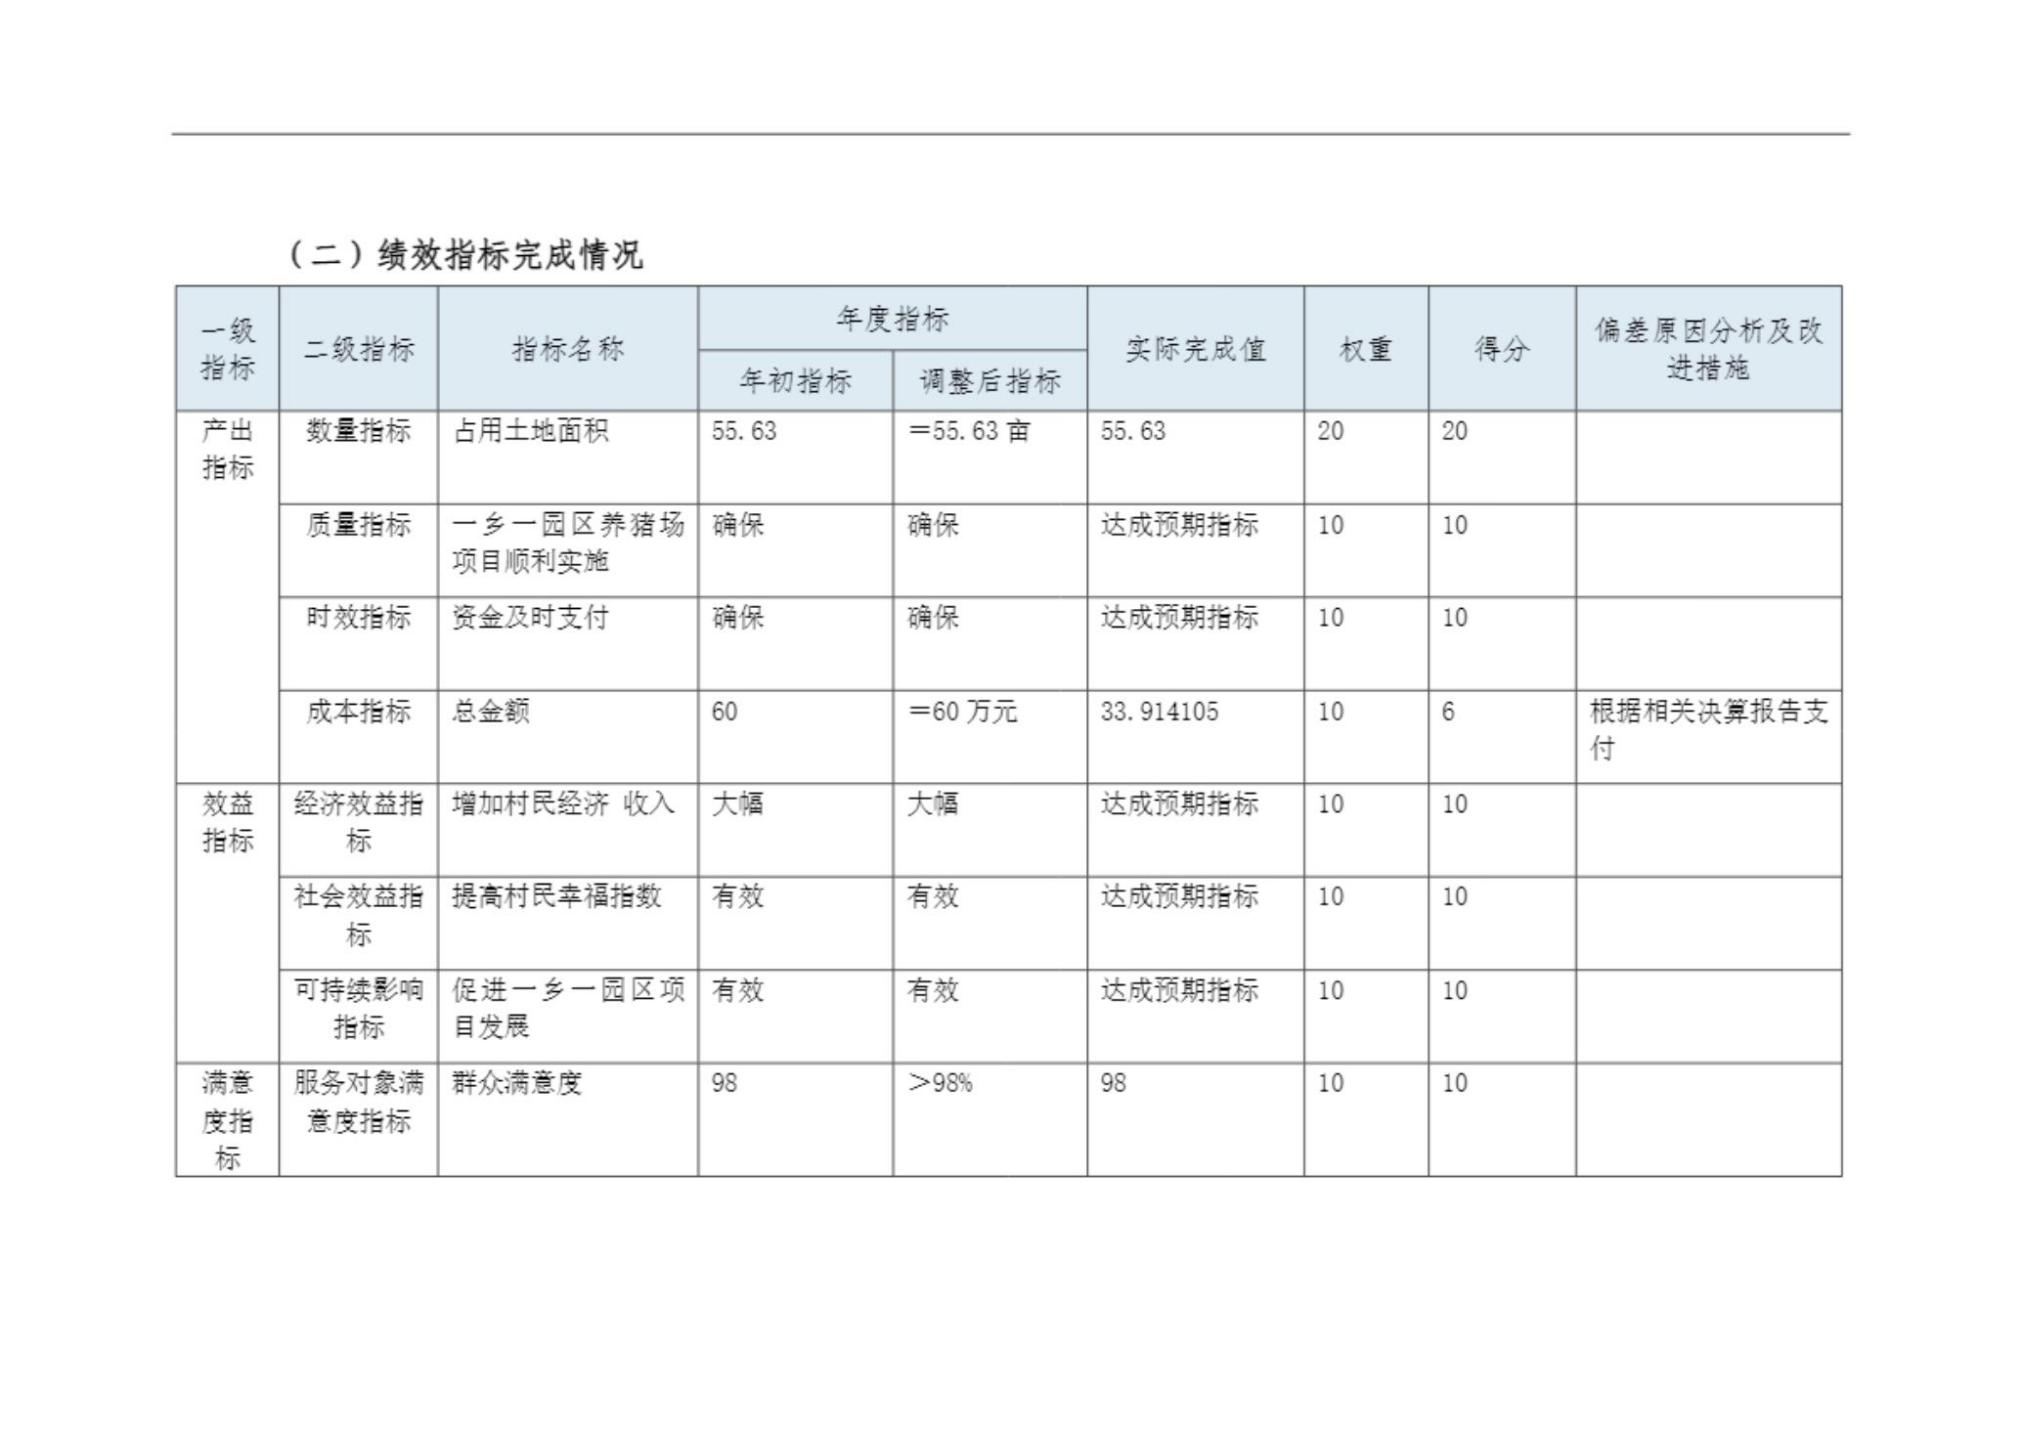 （二）绩效指标完成情况
一级指标 二级指标 指标名称 年度指标 实际完成值 权重 得分 偏差原因分析及改进措施
年初指标 调整后指标
产出指标 数量指标 占用土地面积 55.63 ＝55.63 亩 55.63 20 20
质量指标 一乡一园区养猪场项目顺利实施 确保 确保 达成预期指标 10 10
时效指标 资金及时支付 确保 确保 达成预期指标 10 10
成本指标 总金额 60 ＝60 万元 33.914105 10 6 根据相关决算报告支付
效益指标 经济效益指标 增加村民经济 收入 大幅 大幅 达成预期指标 10 10
社会效益指标 提高村民幸福指数 有效 有效 达成预期指标 10 10
可持续影响指标 促进一乡一园区项目发展 有效 有效 达成预期指标 10 10
满意度指标 服务对象满意度指标 群众满意度 98 ＞98% 98 10 10